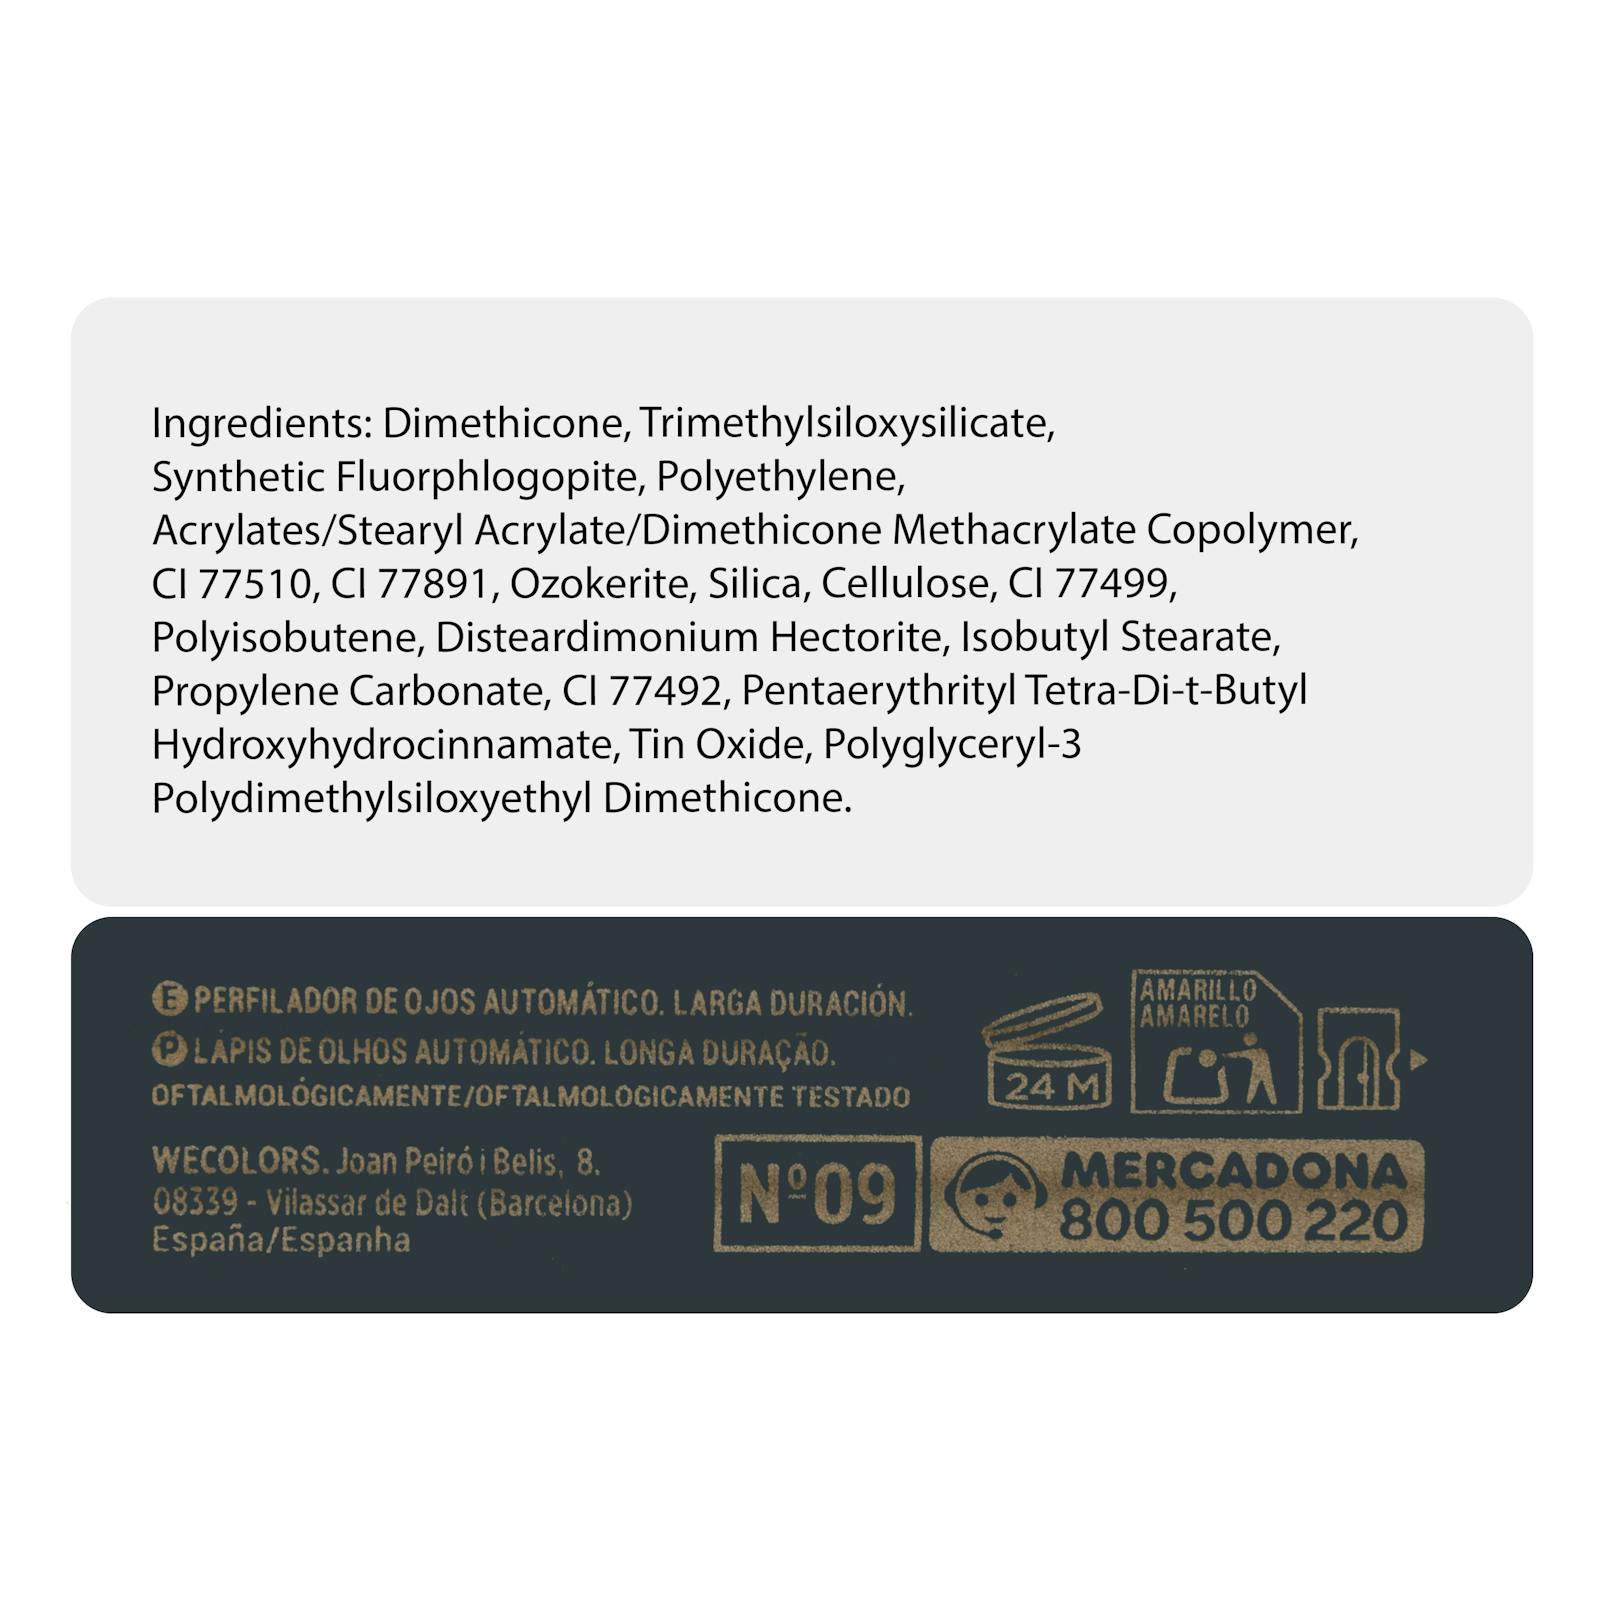 Ingredients: Dimethicone, Trimethylsiloxysilicate,
Synthetic Fluorphlogopite, Polyethylene,
Acrylates/Stearyl Acrylate/Dimethicone Methacrylate Copolymer,
CI 77510, CI 77891, Ozokerite, Silica, Cellulose, CI 77499,
Polyisobutene, Disteardimonium Hectorite, Isobutyl Stearate,
Propylene Carbonate, CI 77492, Pentaerythrityl Tetra-Di-t-Butyl
Hydroxyhydrocinnamate, Tin Oxide, Polyglyceryl-3
Polydimethylsiloxyethyl Dimethicone.
E PERFILADOR DE OJOS AUTOMÁTICO. LARGA DURACIÓN.
P LÁPIS DE OLHOS AUTOMÁTICO. LONGA DURAÇÃO.
OFTALMOLÓGICAMENTE/OFTALMOLOGICAMENTE TESTADO
24 M
AMARILLO
AMARELO
WECOLORS. Joan Peiró i Belis, 8.
08339 - Vilassar de Dalt (Barcelona)
España/Espanha
Nº 09
MERCADONA
800 500 220